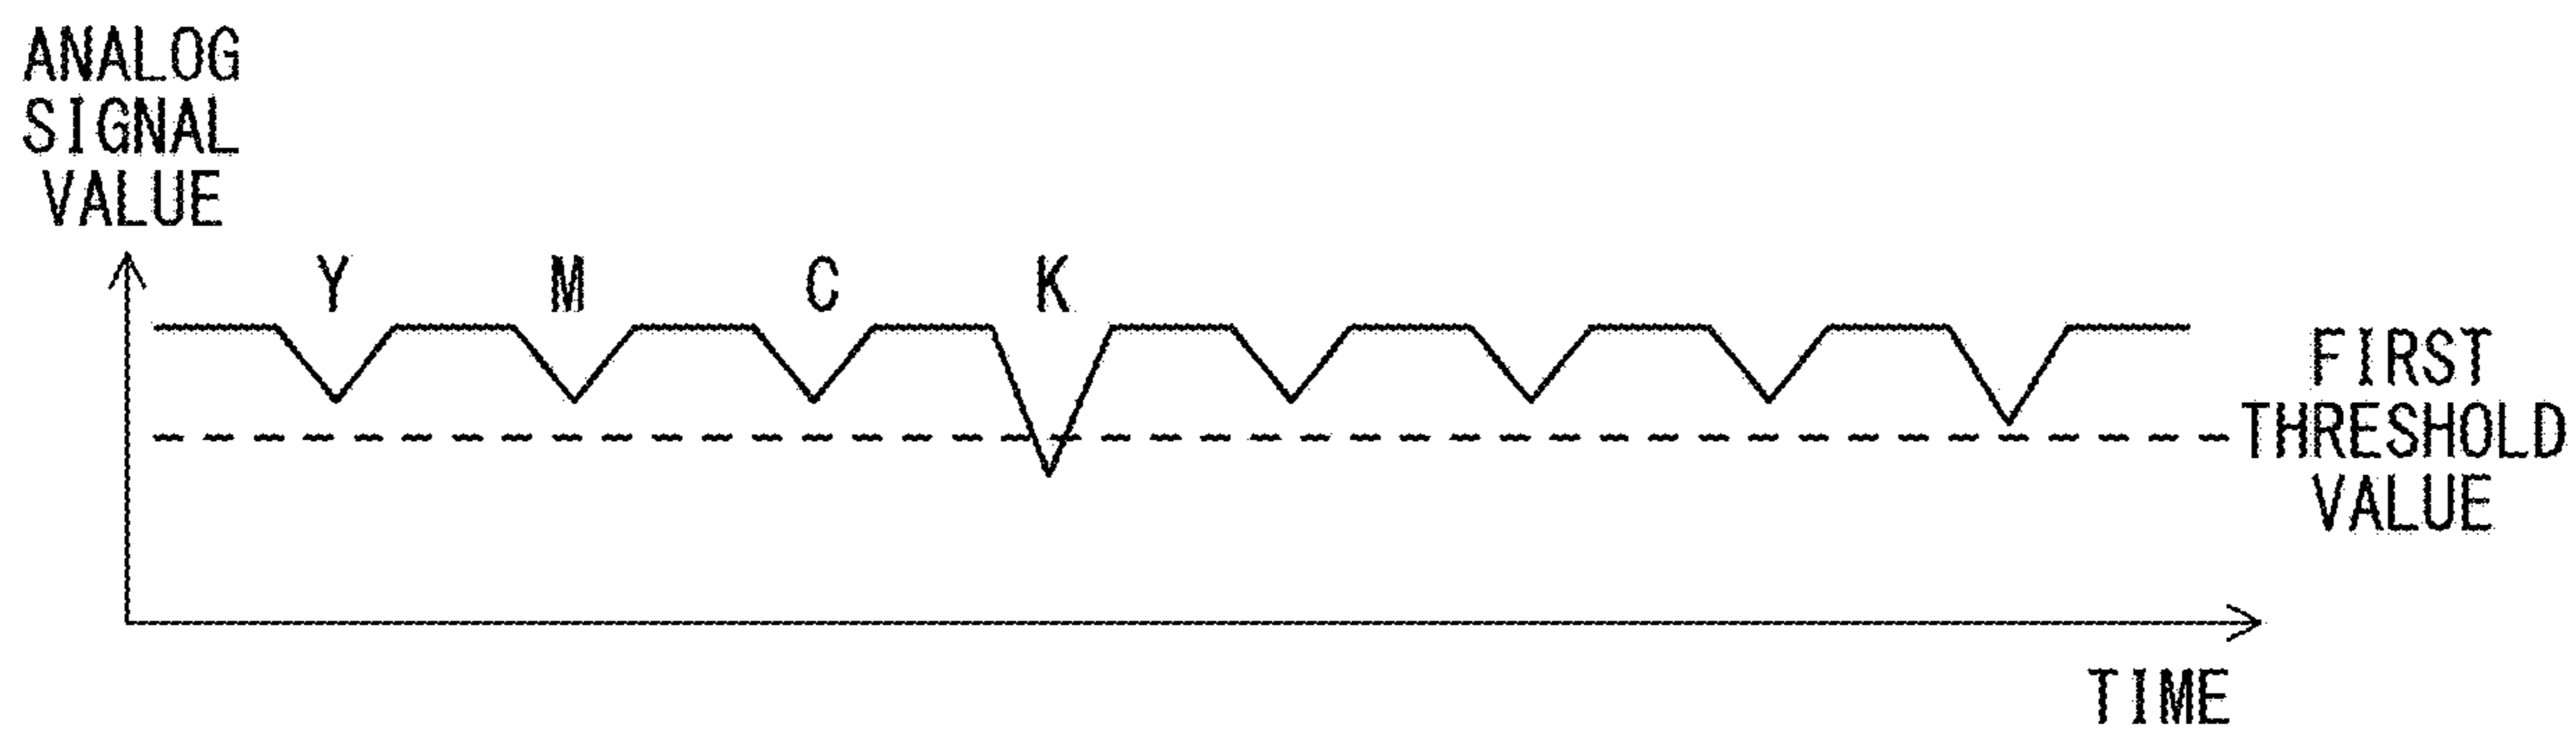 ANALOG
SIGNAL
VALUE
Y M C K
FIRST
THRESHOLD
VALUE
TIME